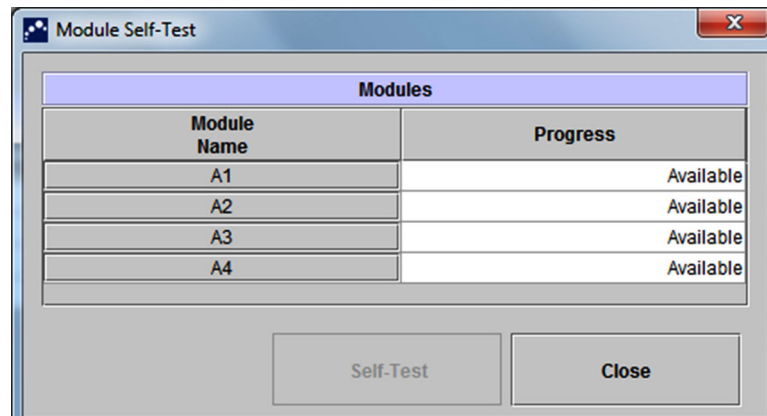 Module Self-Test
Modules
Module
Name
Progress
A1
Available
A2
Available
A3
Available
A4
Available
Self-Test
Close